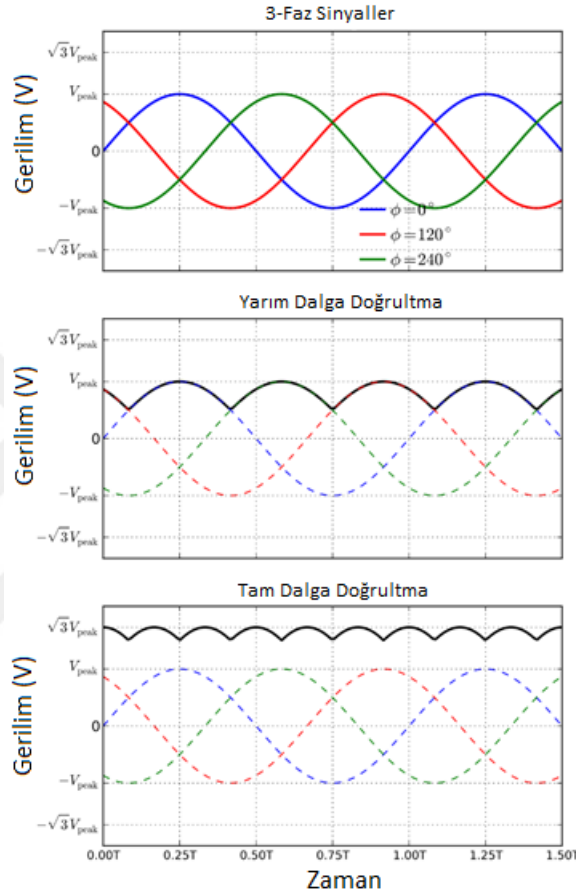 3-Faz Sinyaller
Gerilim (V)
√3V_peak
V_peak
0
−V_peak
−√3V_peak
ϕ=0°
ϕ=120°
ϕ=240°
Yarım Dalga Doğrultma
Gerilim (V)
√3V_peak
V_peak
0
−V_peak
−√3V_peak
Tam Dalga Doğrultma
Gerilim (V)
√3V_peak
V_peak
0
−V_peak
−√3V_peak
0.00T 0.25T 0.50T 0.75T 1.00T 1.25T 1.50T
Zaman